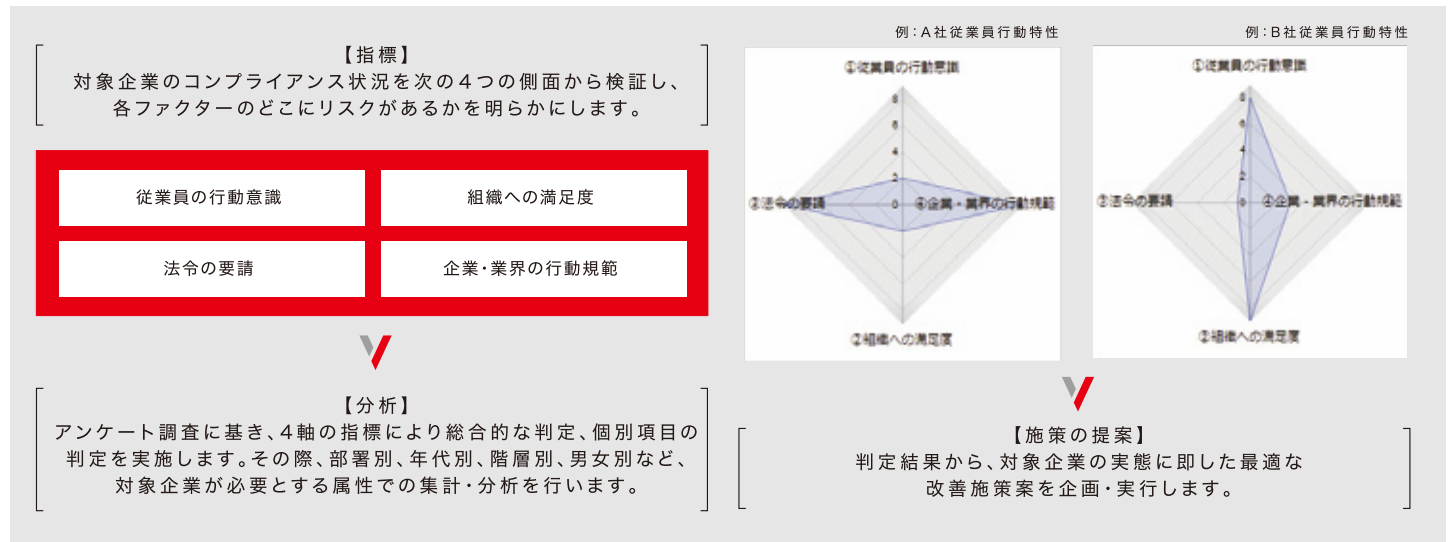 【指標】
対象企業のコンプライアンス状況を次の4つの側面から検証し、
各ファクターのどこにリスクがあるかを明らかにします。
従業員の行動意識
組織への満足度
法令の要請
企業・業界の行動規範
【分析】
アンケート調査に基き、4軸の指標により総合的な判定、個別項目の
判定を実施します。その際、部署別、年代別、階層別、男女別など、
対象企業が必要とする属性での集計・分析を行います。
例：A社従業員行動特性
①従業員の行動意識
8
6
4
2
0
③法令の要請
④企業・業界の行動規範
②組織への満足度
例：B社従業員行動特性
①従業員の行動意識
8
6
4
2
0
③法令の要請
④企業・業界の行動規範
②組織への満足度
【施策の提案】
判定結果から、対象企業の実態に即した最適な
改善施策案を企画・実行します。